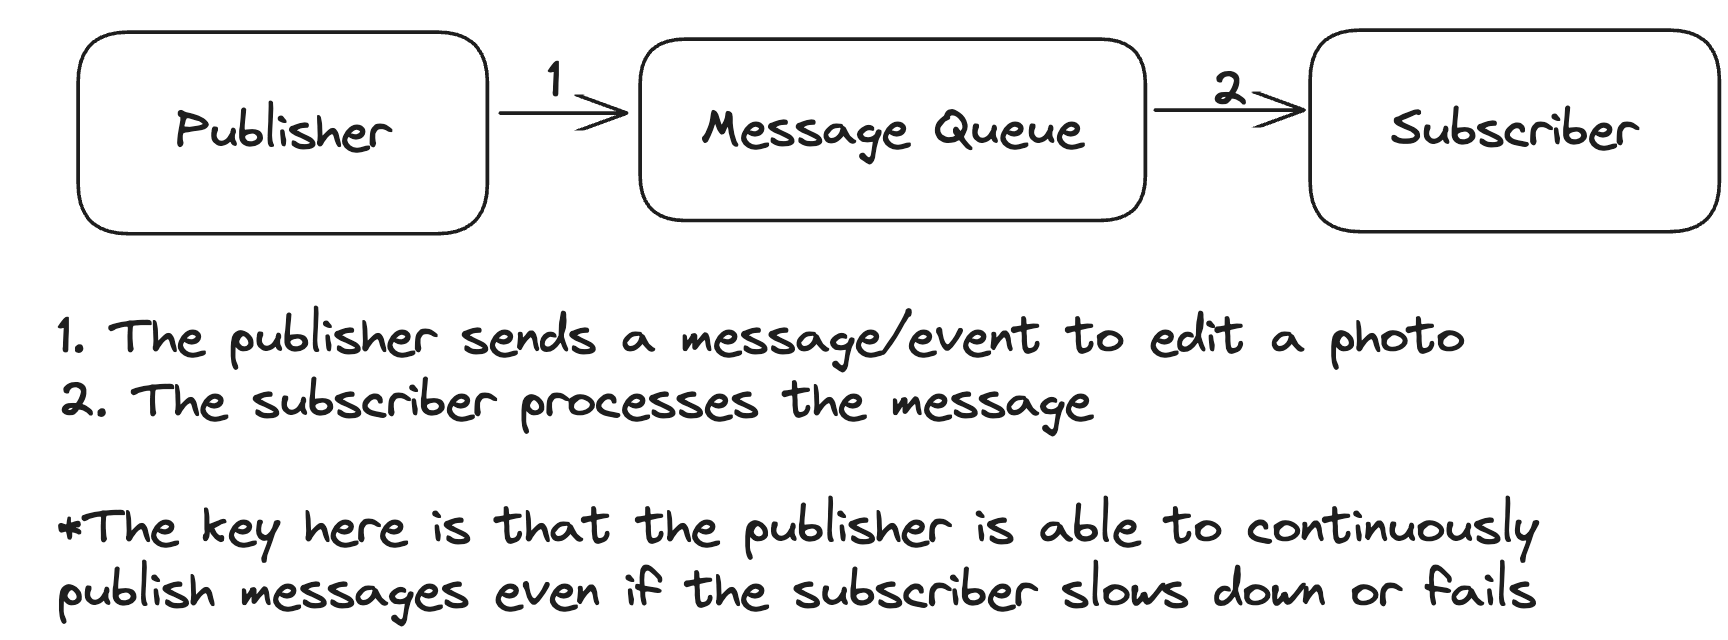 Publisher
1
Message Queue
2
Subscriber
1. The publisher sends a message/event to edit a photo
2. The subscriber processes the message
*The key here is that the publisher is able to continuously
publish messages even if the subscriber slows down or fails